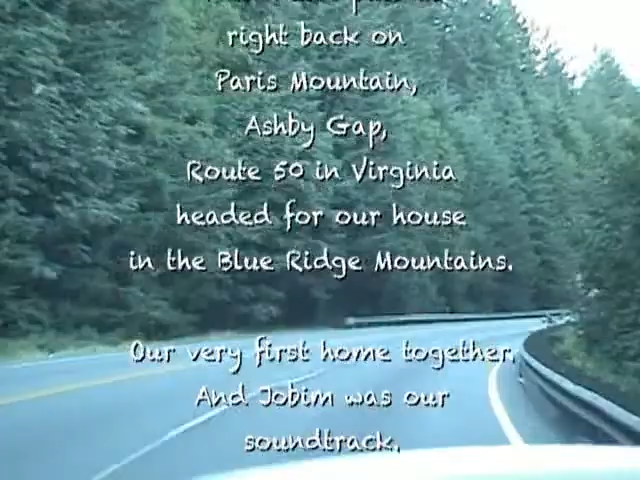 right back on
Paris Mountain,
Ashby Gap,
Route 50 in Virginia
headed for our house
in the Blue Ridge Mountains.
Our very first home together.
And Jobim was our
soundtrack.